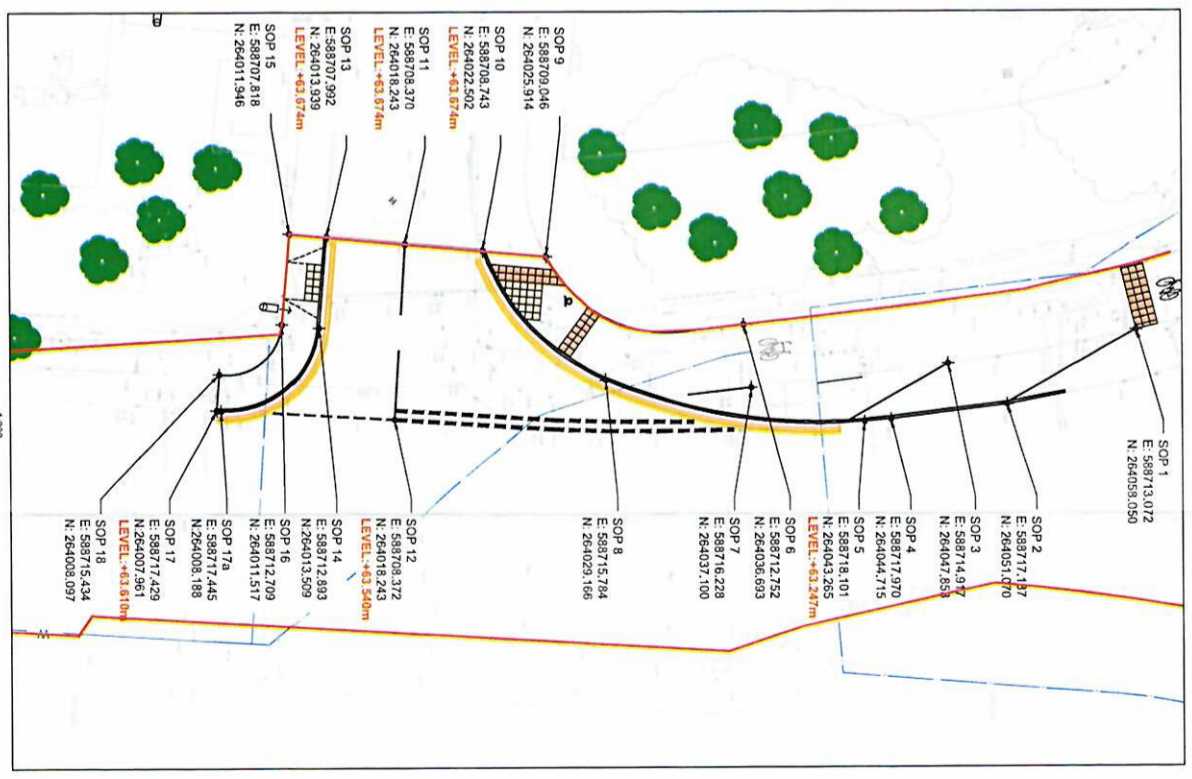 SOP 1
E: 588713.072
N: 264058.050
SOP 2
E: 588717.187
N: 264051.070
SOP 3
E: 588714.917
N: 264047.853
SOP 4
E: 588717.970
N: 264044.715
SOP 5
E: 588718.101
N: 264043.265
LEVEL:+63.247m
SOP 6
E: 588712.752
N: 264036.693
SOP 7
E: 588716.228
N: 264037.100
SOP 8
E: 588715.784
N: 264029.166
SOP 12
E: 588708.372
N: 264018.243
LEVEL:+63.540m
SOP 14
E: 588712.893
N: 264013.509
SOP 16
E: 588712.709
N: 264011.517
SOP 17a
E: 588717.445
N: 264008.188
SOP 17
E: 588717.429
N: 264007.961
LEVEL:+63.610m
SOP 18
E: 588715.34
N: 264008.097
SOP 9
E: 588709.046
N: 264025.914
SOP 10
E: 588708.743
N: 264022.502
LEVEL:+63.674m
SOP 11
E: 588708.370
N: 264018.243
LEVEL:+63.674m
SOP 13
E:588707.992
N: 264013.939
LEVEL:+63.674m
SOP 15
E: 588707.818
N: 264011.946